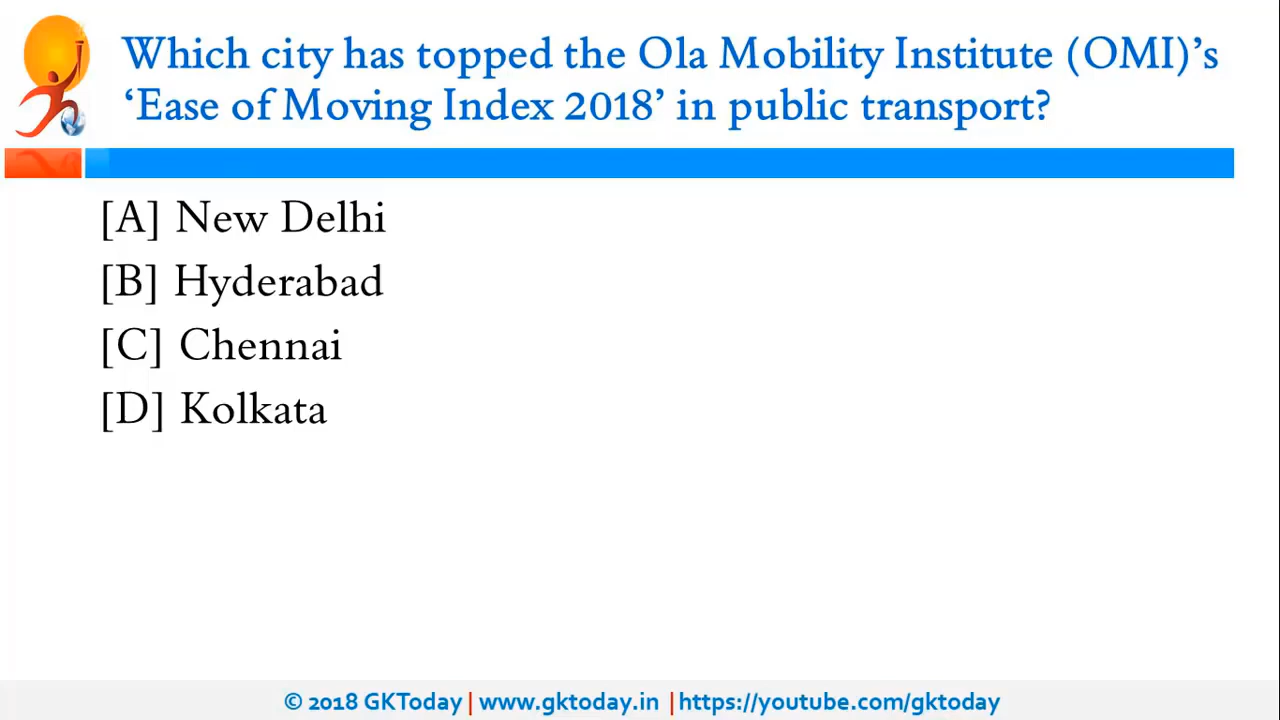 Which city has topped the Ola Mobility Institute (OMI)’s
‘Ease of Moving Index 2018’ in public transport?
[A] New Delhi
[B] Hyderabad
[C] Chennai
[D] Kolkata
© 2018 GKToday | www.gktoday.in | https://youtube.com/gktoday